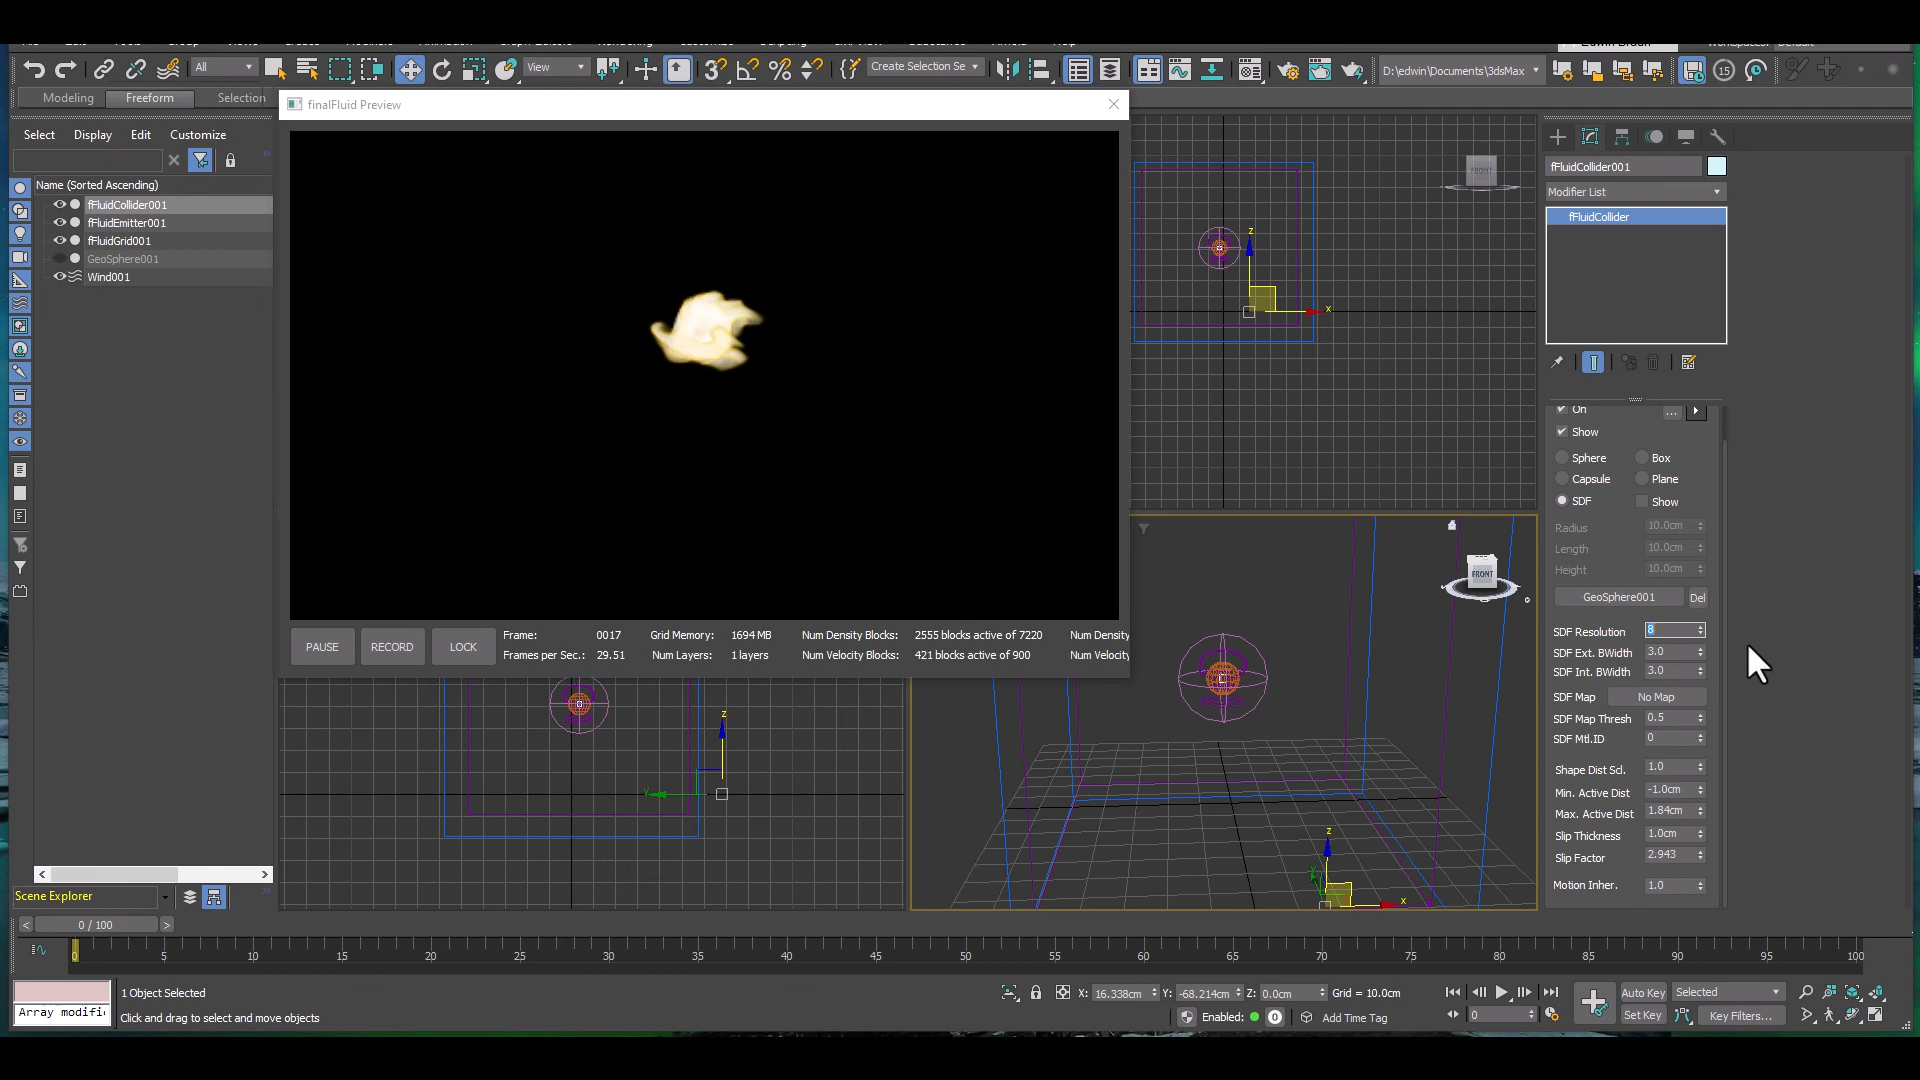 All
View
Create Selection Se
D:\edwin\Documents\3dsMax
15
Modeling
Freeform
Selection
finalFluid Preview
Select
Display
Edit
Customize
Name (Sorted Ascending)
fFluidCollider001
fFluidEmitter001
fFluidGrid001
GeoSphere001
Wind001
PAUSE
RECORD
LOCK
Frame:
0017
Grid Memory:
1694 MB
Num Density Blocks:
2555 blocks active of 7220
Num Density
Frames per Sec.:
29.51
Num Layers:
1 layers
Num Velocity Blocks:
421 blocks active of 900
Num Velocity
FRONT
z
x
z
y
FRONT
z
y
x
fFluidCollider001
Modifier List
fFluidCollider
On
...
Show
Sphere
Box
Capsule
Plane
SDF
Show
Radius
10.0cm
Length
10.0cm
Height
10.0cm
GeoSphere001
Del
SDF Resolution
8
SDF Ext. BWidth
3.0
SDF Int. BWidth
3.0
SDF Map
No Map
SDF Map Thresh
0.5
SDF Mtl.ID
0
Shape Dist Scl.
1.0
Min. Active Dist
-1.0cm
Max. Active Dist
1.84cm
Slip Thickness
1.0cm
Slip Factor
2.943
Motion Inher.
1.0
Scene Explorer
0 / 100
0
5
10
15
20
25
30
35
40
45
50
55
60
65
70
75
80
85
90
95
100
1 Object Selected
Click and drag to select and move objects
X:
16.338cm
Y:
-68.214cm
Z:
0.0cm
Grid = 10.0cm
Enabled:
0
Add Time Tag
0
Auto Key
Selected
Set Key
Key Filters...